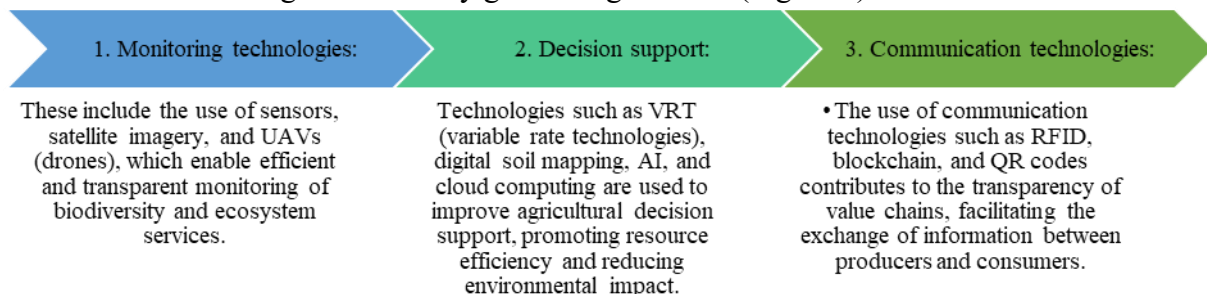 1. Monitoring technologies:
2. Decision support:
3. Communication technologies:
These include the use of sensors,
satellite imagery, and UAVs
(drones), which enable efficient
and transparent monitoring of
biodiversity and ecosystem
services.
Technologies such as VRT
(variable rate technologies),
digital soil mapping, AI, and
cloud computing are used to
improve agricultural decision
support, promoting resource
efficiency and reducing
environmental impact.
• The use of communication
technologies such as RFID,
blockchain, and QR codes
contributes to the transparency of
value chains, facilitating the
exchange of information between
producers and consumers.